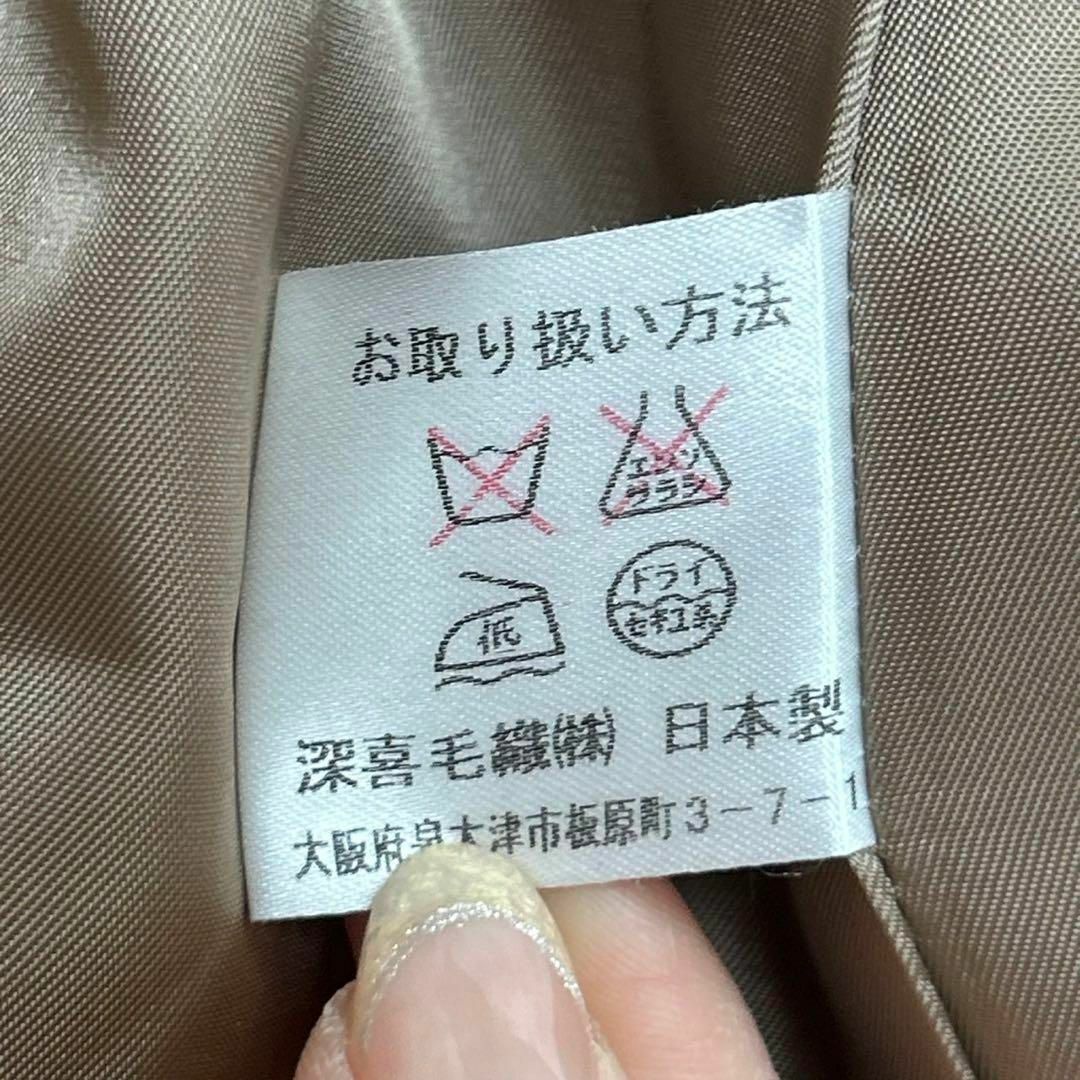 お取り扱い方法
エンソ
サラシ
低
ドライ
セキユ系
深喜毛織㈱ 日本製
大阪府泉大津市板原町3-7-1